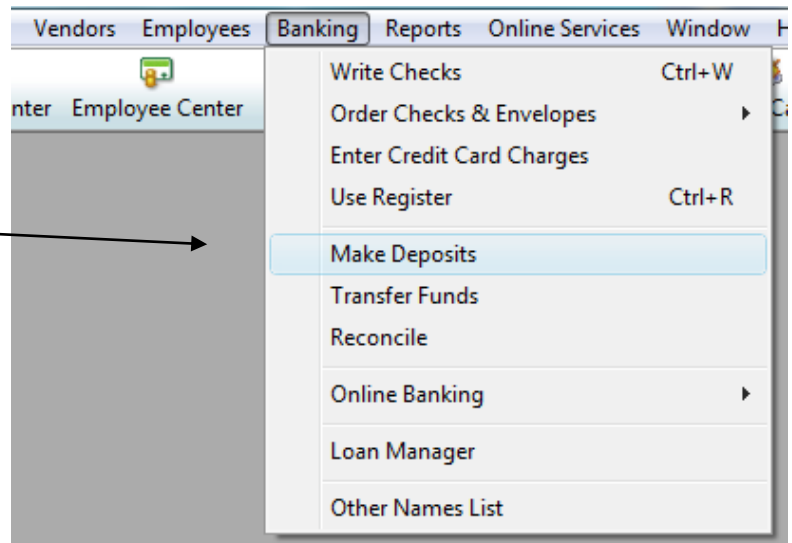 Vendors Employees Banking Reports Online Services Window
Employee Center
Write Checks Ctrl+W
Order Checks & Envelopes
Enter Credit Card Charges
Use Register Ctrl+R
Make Deposits
Transfer Funds
Reconcile
Online Banking
Loan Manager
Other Names List